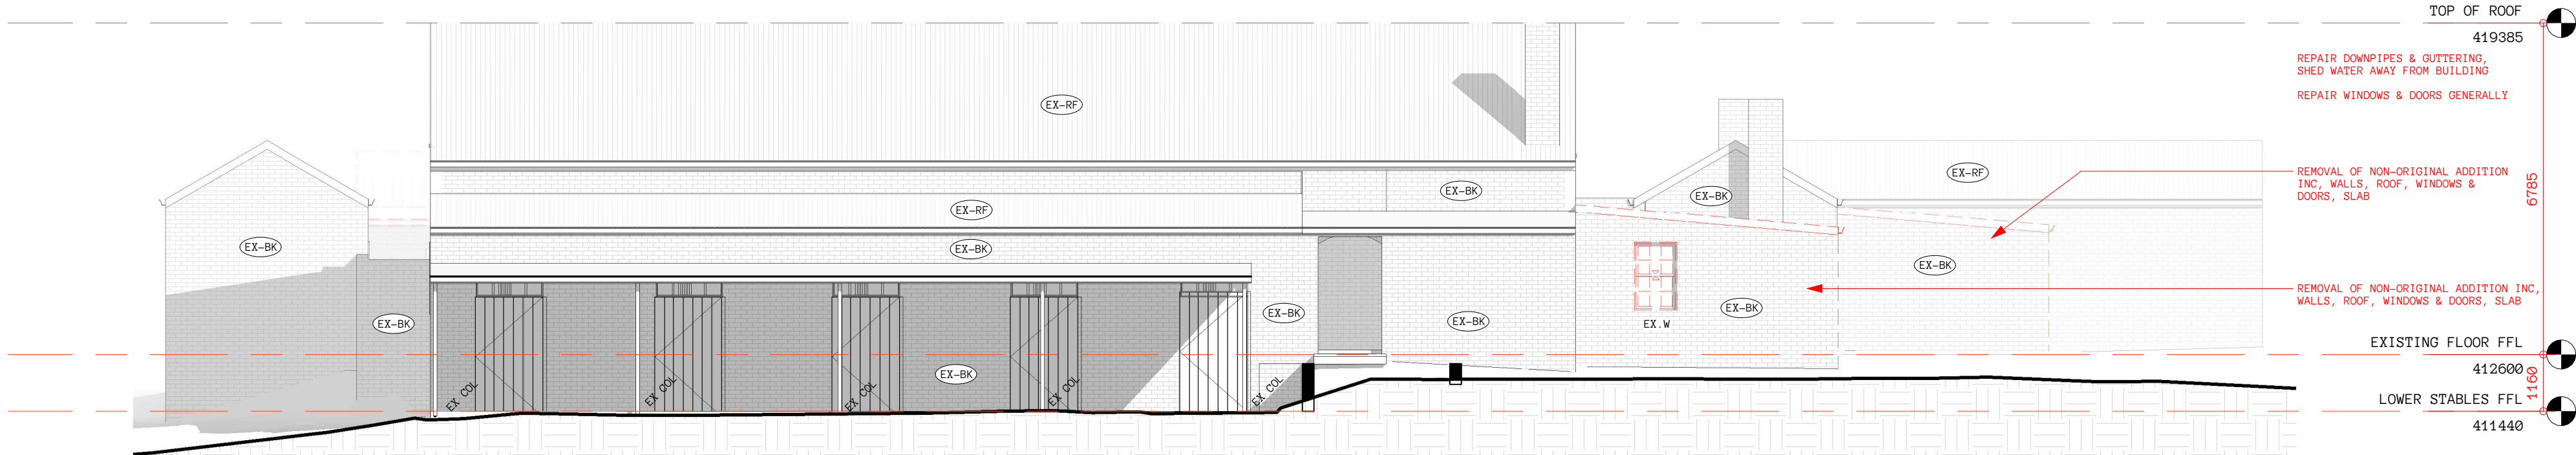 TOP OF ROOF
419385
REPAIR DOWNPIPES & GUTTERING,
SHED WATER AWAY FROM BUILDING
REPAIR WINDOWS & DOORS GENERALLY
EX-RF
EX-RF
REMOVAL OF NON-ORIGINAL ADDITION
INC, WALLS, ROOF, WINDOWS &
DOORS, SLAB
6785
EX-BK
EX-BK
EX-RF
EX-BK
EX-BK
EX-BK
REMOVAL OF NON-ORIGINAL ADDITION INC,
WALLS, ROOF, WINDOWS & DOORS, SLAB
EX-BK
EX-BK
EX-BK
EX-BK
EX.W
EXISTING FLOOR FFL
412600
EX-BK
1160
EX COL
EX COL
EX COL
EX COL
EX COL
LOWER STABLES FFL
411440